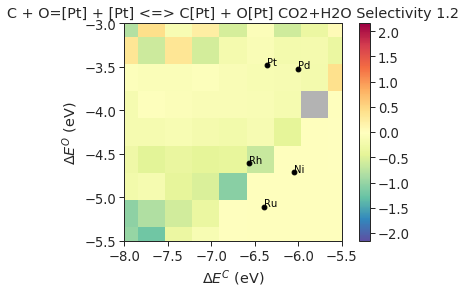 C + O=[Pt] + [Pt] <=> C[Pt] + O[Pt] CO2+H2O Selectivity 1.2
−3.0
−3.5
−4.0
−4.5
−5.0
−5.5
ΔE^O (eV)
Pt
Pd
Rh
Ni
Ru
−8.0 −7.5 −7.0 −6.5 −6.0 −5.5
ΔE^C (eV)
2.0
1.5
1.0
0.5
0.0
−0.5
−1.0
−1.5
−2.0